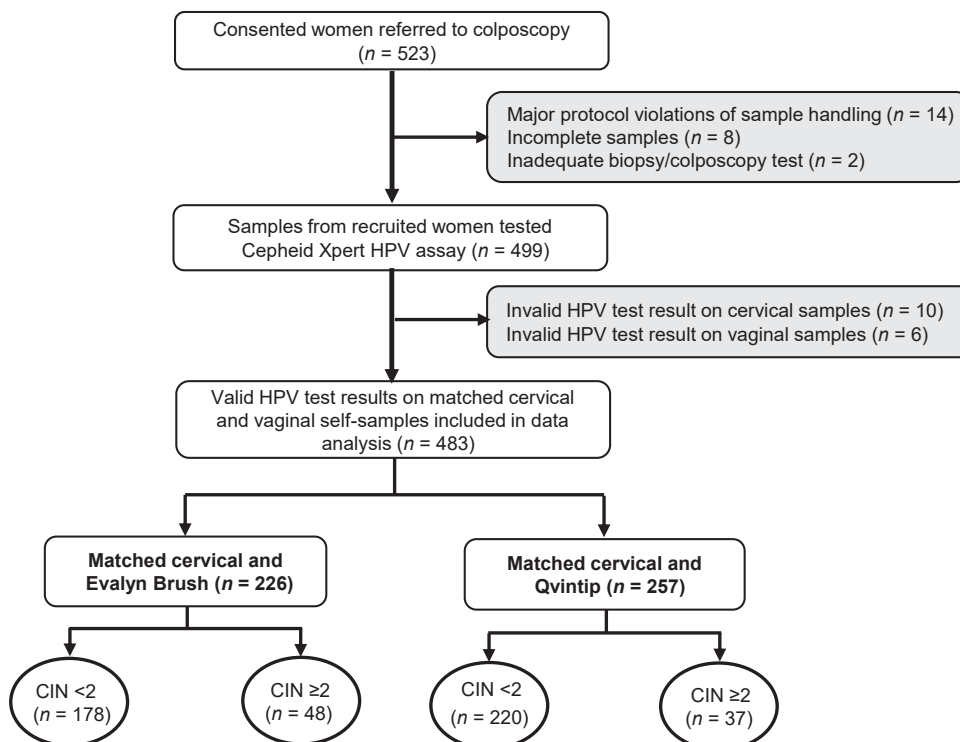 Consented women referred to colposcopy
(n = 523)
Major protocol violations of sample handling (n = 14)
Incomplete samples (n = 8)
Inadequate biopsy/colposcopy test (n = 2)
Samples from recruited women tested
Cepheid Xpert HPV assay (n = 499)
Invalid HPV test result on cervical samples (n = 10)
Invalid HPV test result on vaginal samples (n = 6)
Valid HPV test results on matched cervical
and vaginal self-samples included in data
analysis (n = 483)
Matched cervical and
Evalyn Brush (n = 226)
Matched cervical and
Qvintip (n = 257)
CIN <2
(n = 178)
CIN ≥2
(n = 48)
CIN <2
(n = 220)
CIN ≥2
(n = 37)